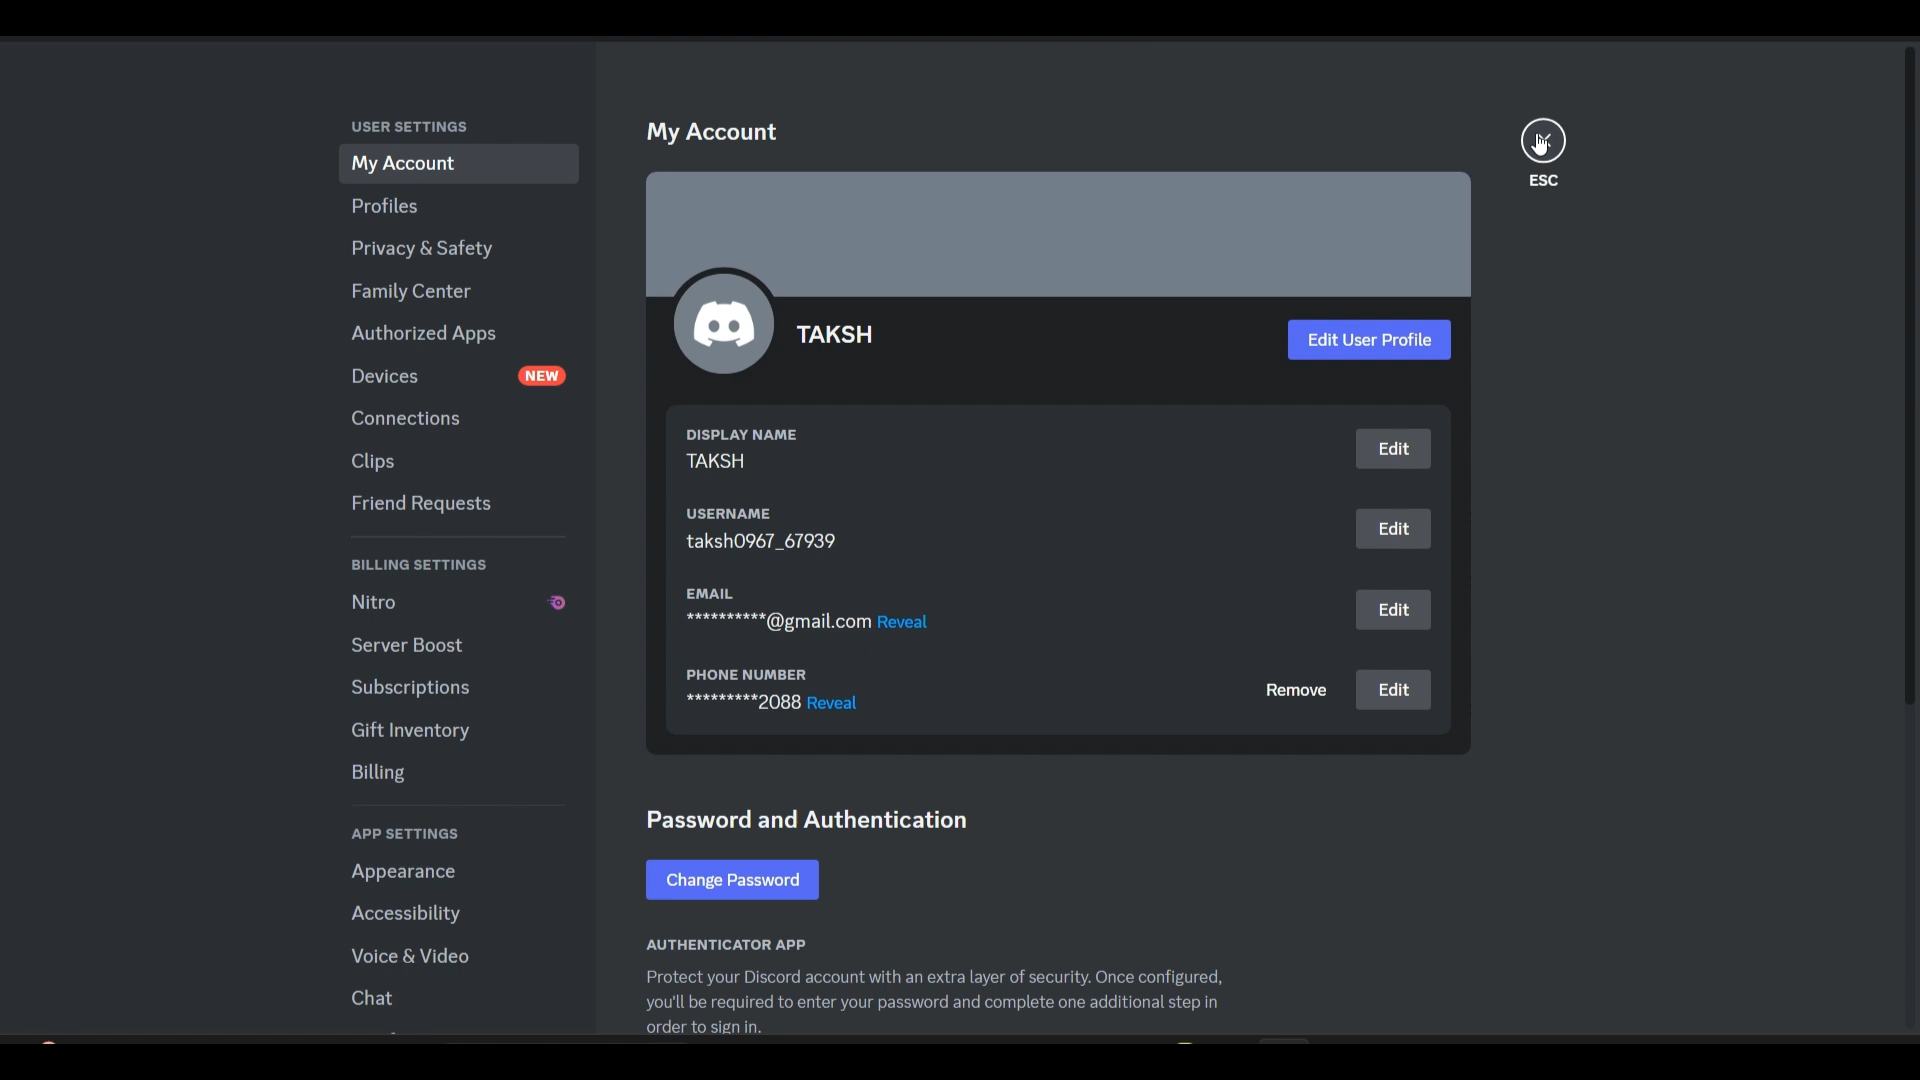 USER SETTINGS
My Account
Profiles
Privacy & Safety
Family Center
Authorized Apps
Devices NEW
Connections
Clips
Friend Requests
BILLING SETTINGS
Nitro
Server Boost
Subscriptions
Gift Inventory
Billing
APP SETTINGS
Appearance
Accessibility
Voice & Video
Chat
My Account
ESC
TAKSH
Edit User Profile
DISPLAY NAME
TAKSH
Edit
USERNAME
taksh0967_67939
Edit
EMAIL
**********@gmail.com Reveal
Edit
PHONE NUMBER
*********2088 Reveal
Remove Edit
Password and Authentication
Change Password
AUTHENTICATOR APP
Protect your Discord account with an extra layer of security. Once configured,
you'll be required to enter your password and complete one additional step in
order to sign in.